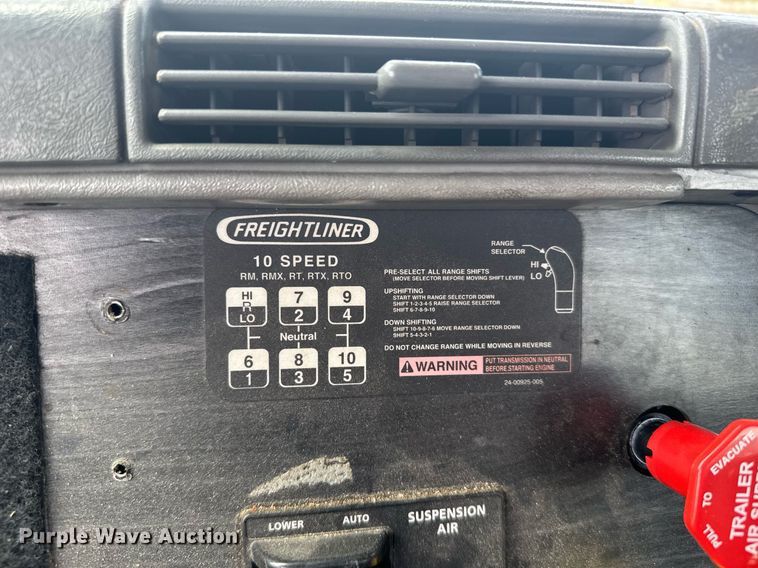 FREIGHTLINER
10 SPEED
RM, RMX, RT, RTX, RTO
HI
R
LO
7
2
9
4
Neutral
6
1
8
3
10
5
RANGE
SELECTOR
HI
LO
PRE-SELECT ALL RANGE SHIFTS
(MOVE SELECTOR BEFORE MOVING SHIFT LEVER)
UPSHIFTING
START WITH RANGE SELECTOR DOWN
SHIFT 1-2-3-4-5 RAISE RANGE SELECTOR
SHIFT 6-7-8-9-10
DOWN SHIFTING
SHIFT 10-9-8-7-6 MOVE RANGE SELECTOR DOWN
SHIFT 5-4-3-2-1
DO NOT CHANGE RANGE WHILE MOVING IN REVERSE
WARNING
PUT TRANSMISSION IN NEUTRAL
BEFORE STARTING ENGINE
24-00925-005
LOWER AUTO
SUSPENSION
AIR
PULL TO EVACUATE
TRAILER
AIR
Purple Wave Auction